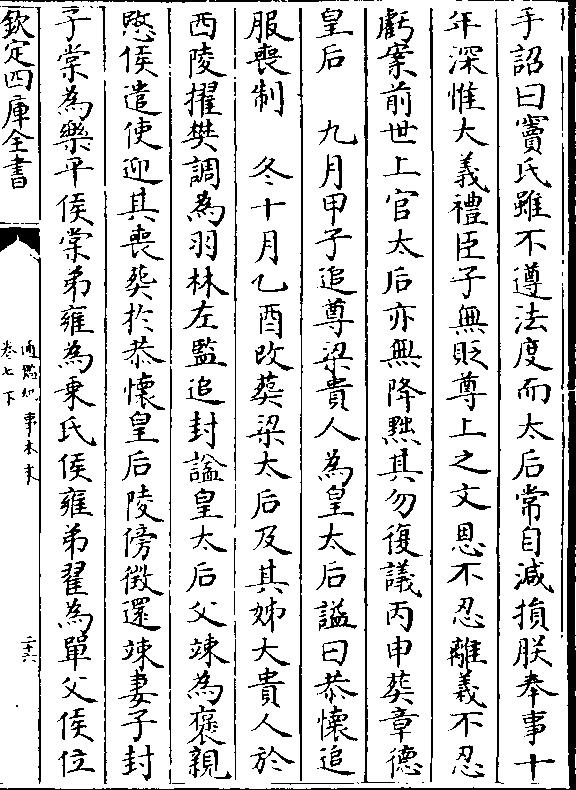 手詔曰竇氏雖不遵法度而太后常自減損朕奉事十
年深惟大義禮臣子無貶尊上之文恩不忍離義不忍
虧案前世上官太后亦無降黜其勿復議丙申葬章德
皇后　九月甲子追尊梁貴人為皇太后謚曰恭懷追
服喪制　冬十月乙酉改葬梁太后及其姊大貴人於
西陵擢樊調為羽林左監追封謚皇太后父竦為褒親
愍侯遣使迎其喪葬於恭懷皇后陵傍徵還竦妻子封
子棠為樂平侯棠弟雍為東氏侯雍弟翟為單父侯位
欽定四庫全書
通鑑紀事本末
卷七下
二十六